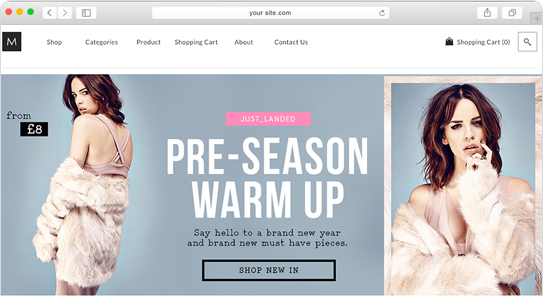 your site.com
M
Shop Categories Product Shopping Cart About Contact Us Shopping Cart (0)
from
£8
JUST_LANDED
PRE-SEASON
WARM UP
Say hello to a brand new year
and brand new must have pieces.
SHOP NEW IN